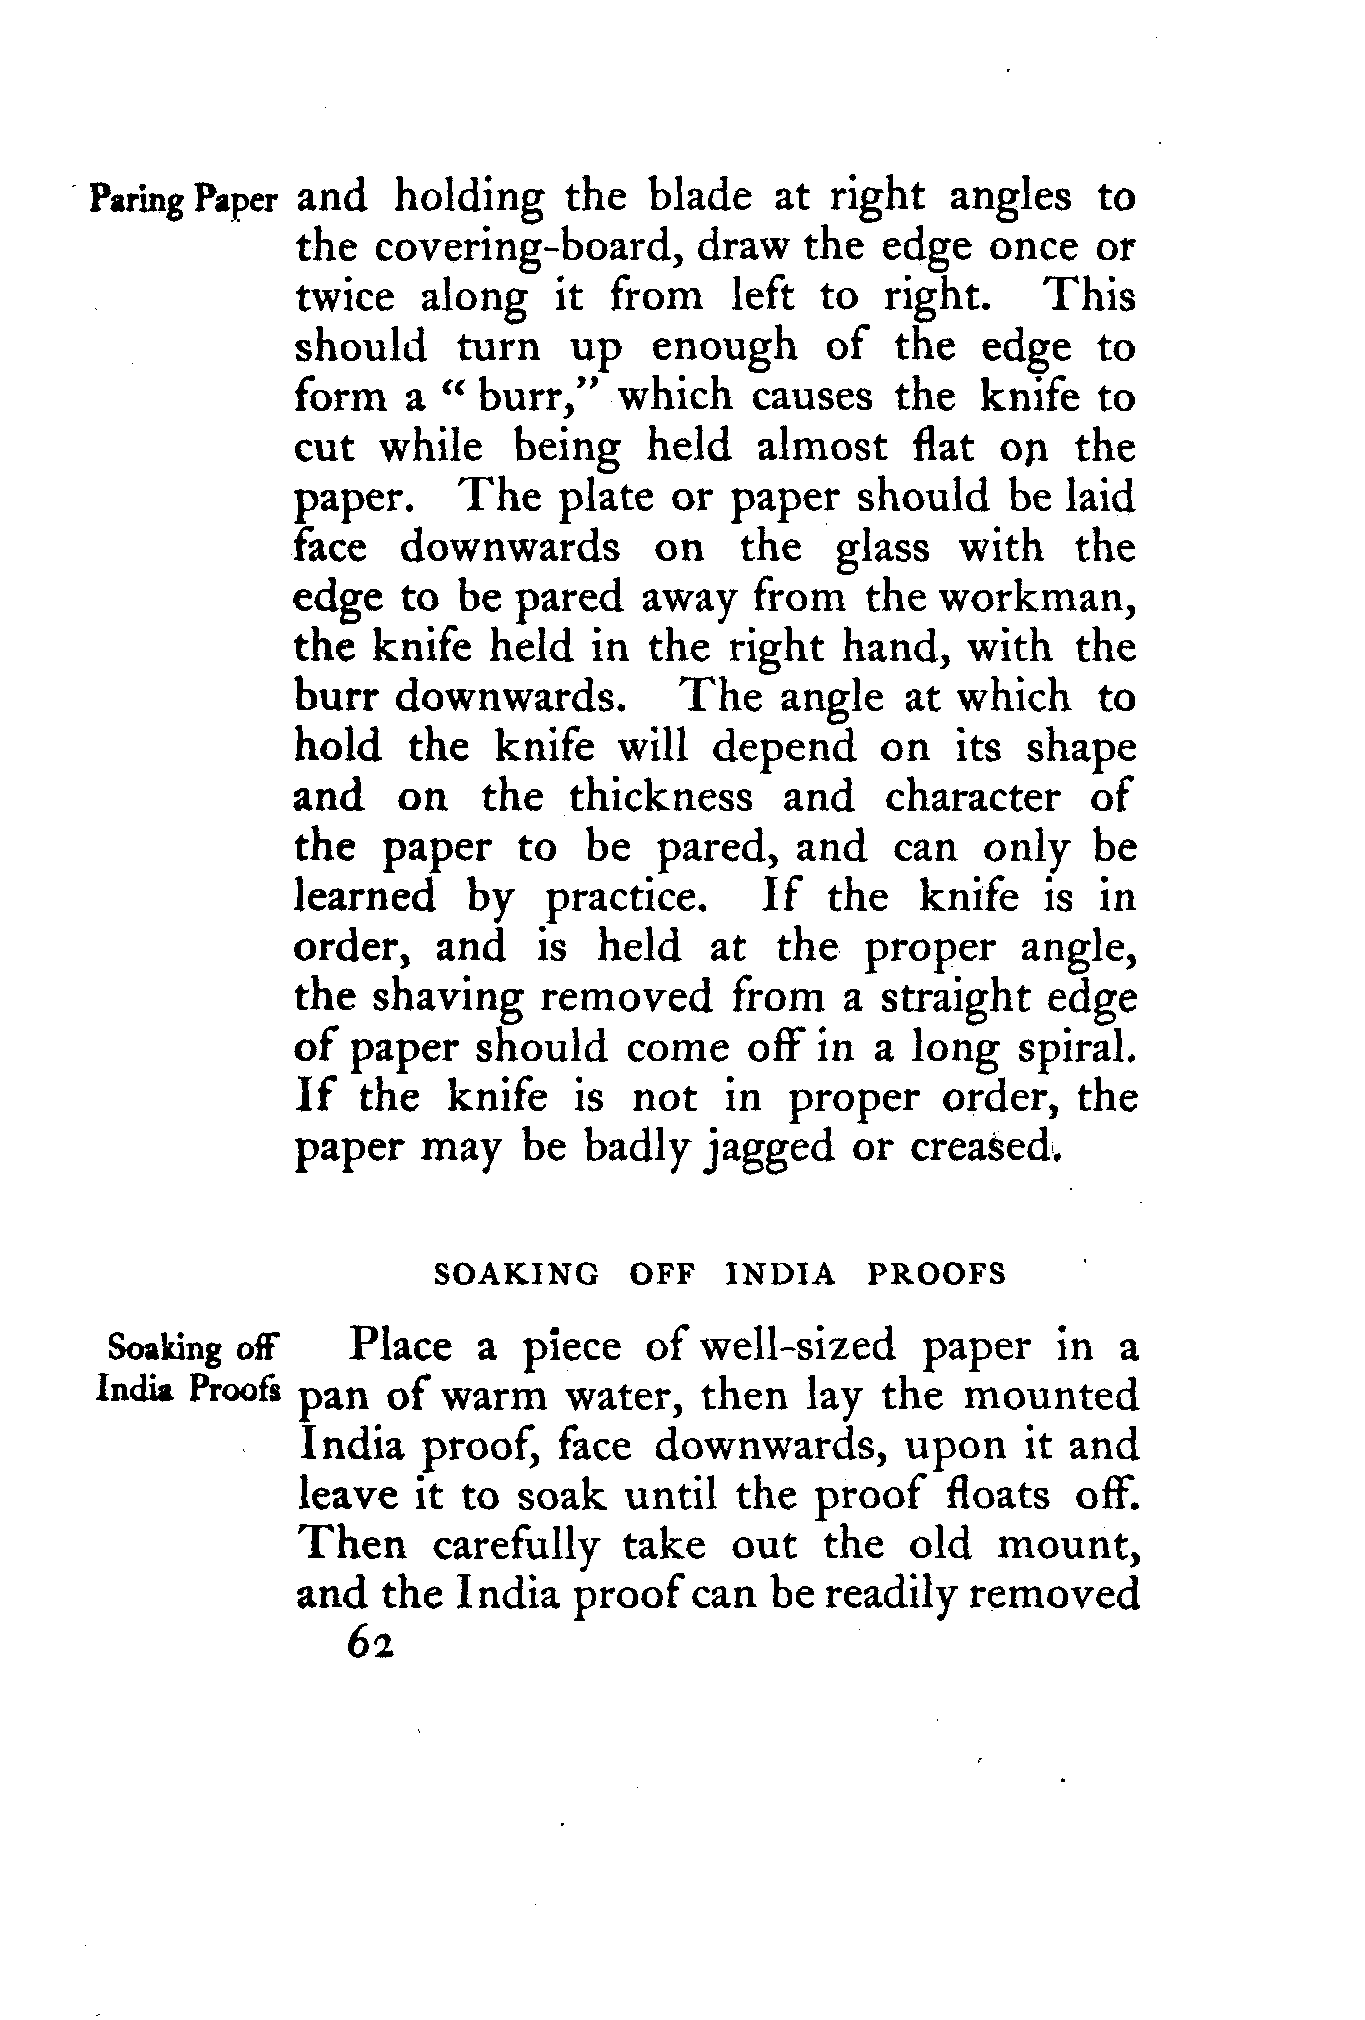 Paring Paper and holding the blade at right angles to
the covering-board, draw the edge once or
twice along it from left to right. This
should turn up enough of the edge to
form a “ burr,” which causes the knife to
cut while being held almost flat on the
paper. The plate or paper should be laid
face downwards on the glass with the
edge to be pared away from the workman,
the knife held in the right hand, with the
burr downwards. The angle at which to
hold the knife will depend on its shape
and on the thickness and character of
the paper to be pared, and can only be
learned by practice. If the knife is in
order, and is held at the proper angle,
the shaving removed from a straight edge
of paper should come off in a long spiral.
If the knife is not in proper order, the
paper may be badly jagged or creased.
SOAKING OFF INDIA PROOFS
Soaking off
India Proofs
Place a piece of well-sized paper in a
pan of warm water, then lay the mounted
India proof, face downwards, upon it and
leave it to soak until the proof floats off.
Then carefully take out the old mount,
and the India proof can be readily removed
62